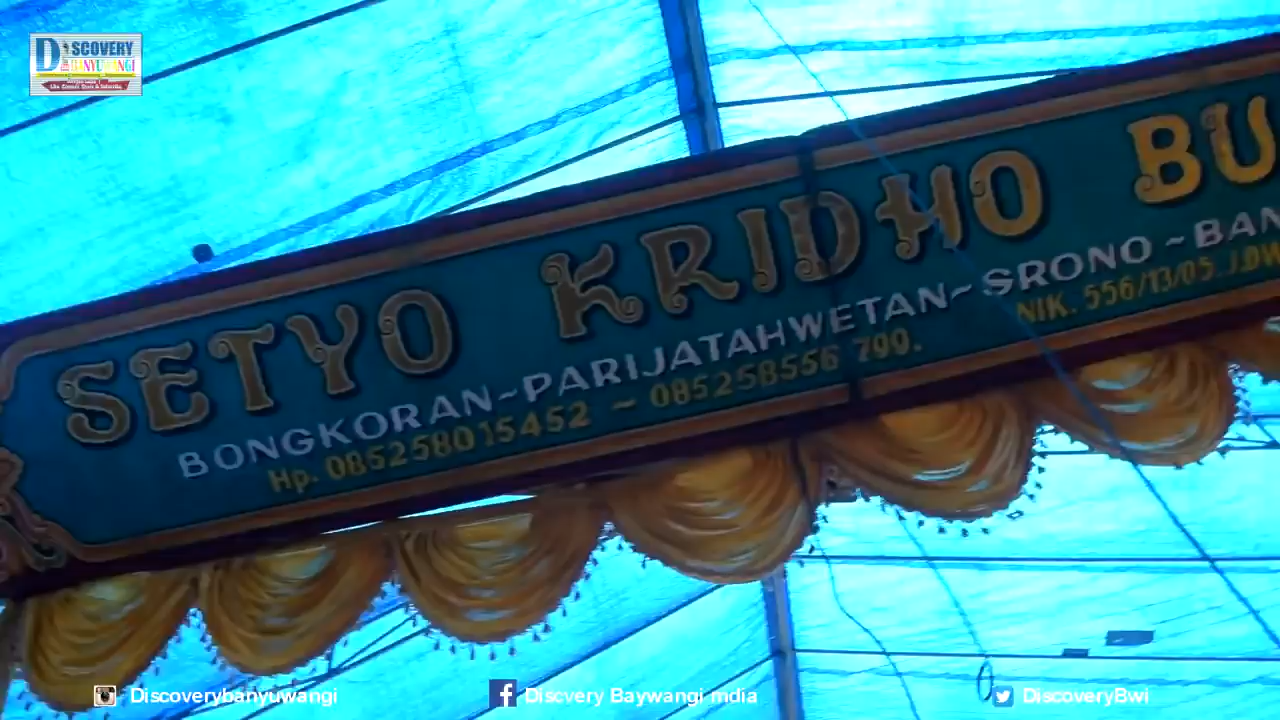 DISCOVERY
BANYUWANGI
SETYO KRIDHO BU
BONGKORAN~PARIJATAHWETAN~SRONO~BAN
Hp. 085258015452 ~ 085258556 790.
NIK. 556/13/05.J.DW
Discoverybanyuwangi
Discvery Baywangi mdia
DiscoveryBwi